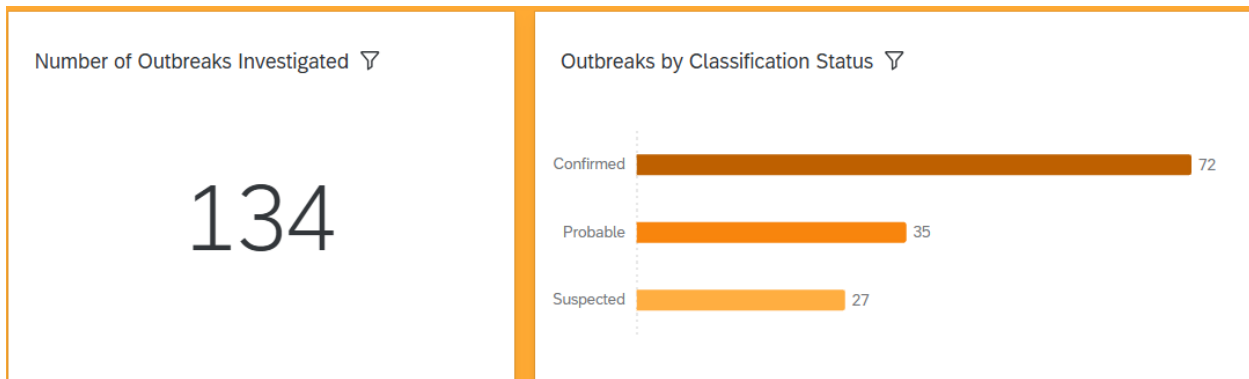 Number of Outbreaks Investigated
134
Outbreaks by Classification Status
Confirmed 72
Probable 35
Suspected 27